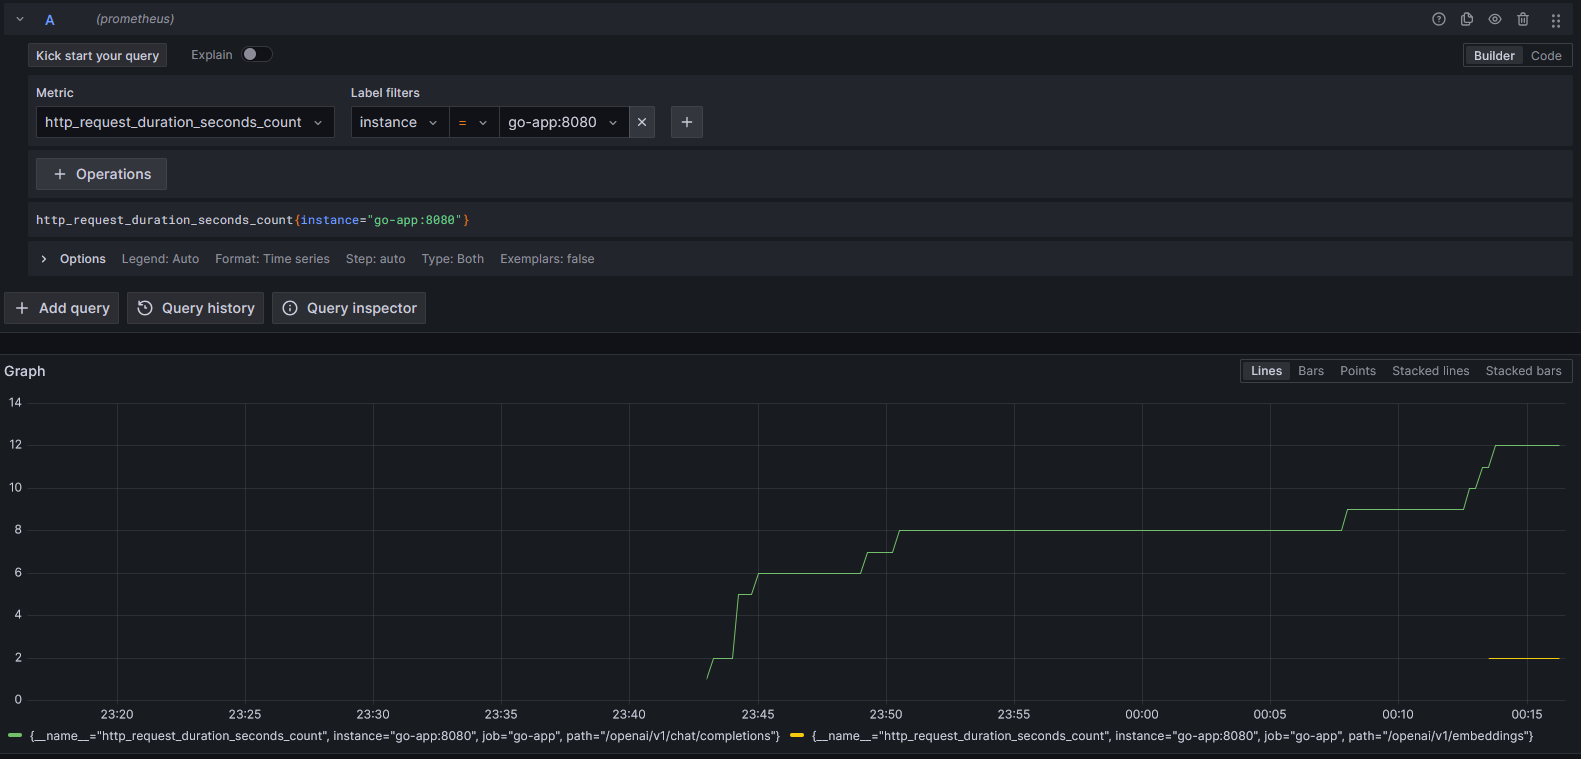 A (prometheus)
Kick start your query Explain Builder Code
Metric Label filters
http_request_duration_seconds_count instance = go-app:8080
+ Operations
http_request_duration_seconds_count{instance="go-app:8080"}
Options Legend: Auto Format: Time series Step: auto Type: Both Exemplars: false
+ Add query Query history Query inspector
Graph Lines Bars Points Stacked lines Stacked bars
14
12
10
8
6
4
2
0
23:20 23:25 23:30 23:35 23:40 23:45 23:50 23:55 00:00 00:05 00:10 00:15
{__name__="http_request_duration_seconds_count", instance="go-app:8080", job="go-app", path="/openai/v1/chat/completions"} {__name__="http_request_duration_seconds_count", instance="go-app:8080", job="go-app", path="/openai/v1/embeddings"}